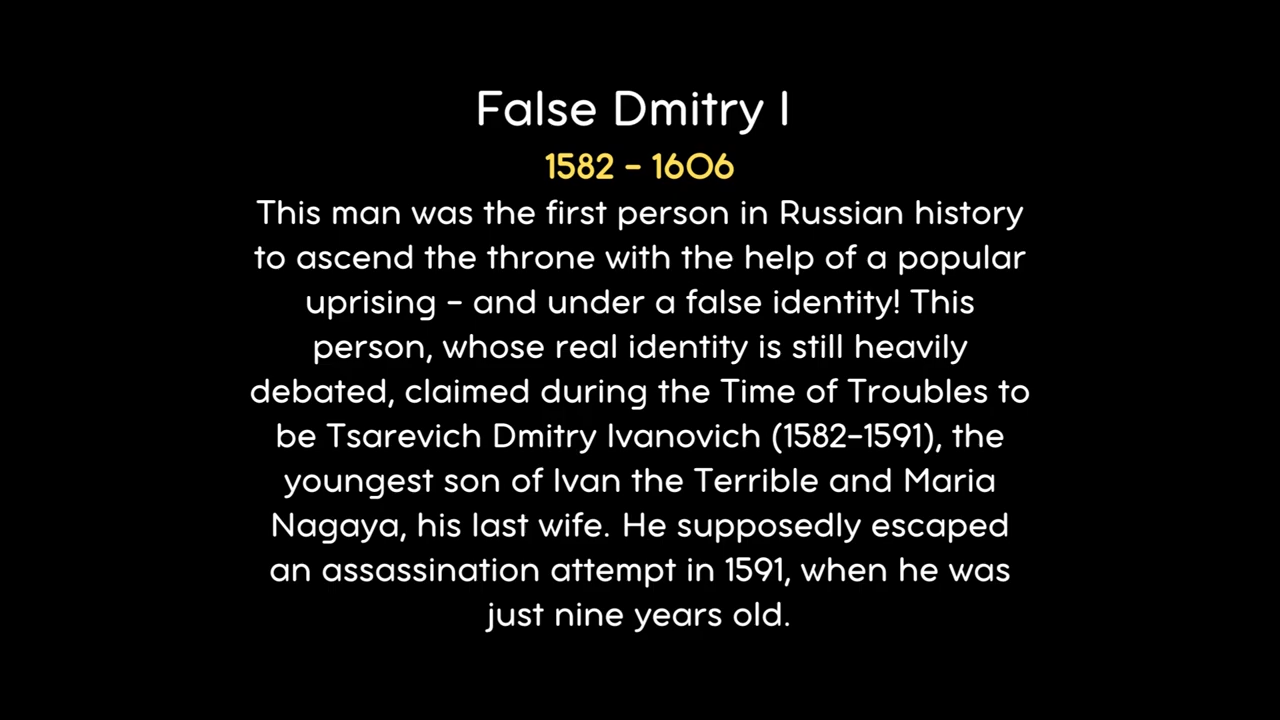 False Dmitry I
1582 - 1606
This man was the first person in Russian history
to ascend the throne with the help of a popular
uprising - and under a false identity! This
person, whose real identity is still heavily
debated, claimed during the Time of Troubles to
be Tsarevich Dmitry Ivanovich (1582-1591), the
youngest son of Ivan the Terrible and Maria
Nagaya, his last wife. He supposedly escaped
an assassination attempt in 1591, when he was
just nine years old.